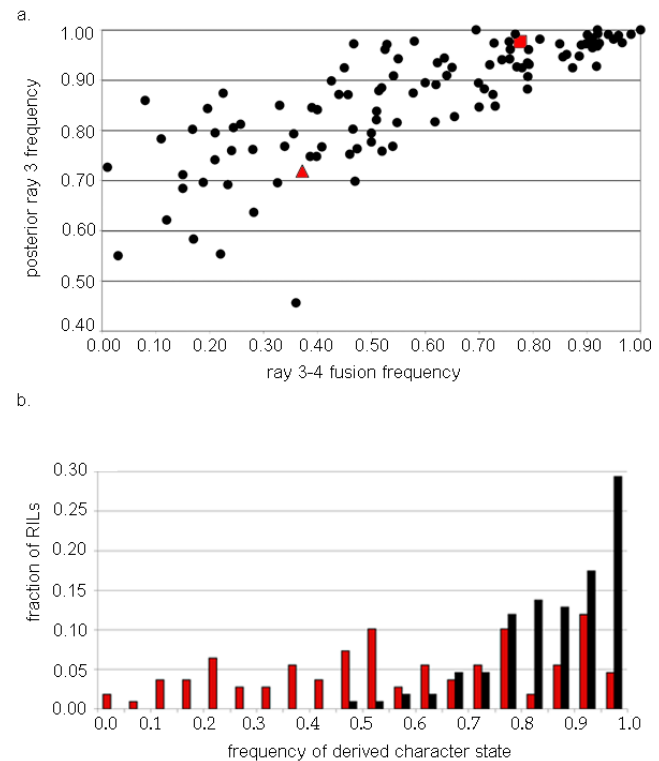 a.
posterior ray 3 frequency
1.00
0.90
0.80
0.70
0.60
0.50
0.40
0.00 0.10 0.20 0.30 0.40 0.50 0.60 0.70 0.80 0.90 1.00
ray 3-4 fusion frequency
b.
fraction of RILs
0.30
0.25
0.20
0.15
0.10
0.05
0.00
0.0 0.1 0.2 0.3 0.4 0.5 0.6 0.7 0.8 0.9 1.0
frequency of derived character state